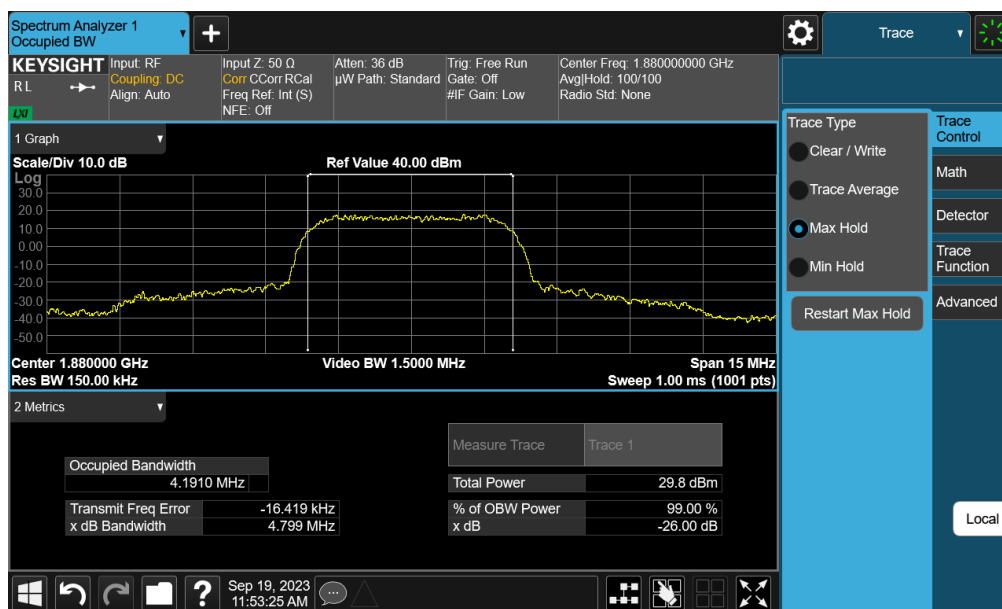 Spectrum Analyzer 1
Occupied BW
+
Trace
KEYSIGHT
RL
LXI
Input: RF
Coupling: DC
Align: Auto
Input Z: 50 Ω
Corr CCorr RCal
Freq Ref: Int (S)
NFE: Off
Atten: 36 dB
µW Path: Standard
Trig: Free Run
Gate: Off
#IF Gain: Low
Center Freq: 1.880000000 GHz
Avg|Hold: 100/100
Radio Std: None
1 Graph
Scale/Div 10.0 dB
Ref Value 40.00 dBm
Log
30.0
20.0
10.0
0.00
-10.0
-20.0
-30.0
-40.0
-50.0
Center 1.880000 GHz
Video BW 1.5000 MHz
Span 15 MHz
Res BW 150.00 kHz
Sweep 1.00 ms (1001 pts)
2 Metrics
Measure Trace Trace 1
Occupied Bandwidth
4.1910 MHz
Total Power 29.8 dBm
Transmit Freq Error -16.419 kHz
% of OBW Power 99.00 %
x dB Bandwidth 4.799 MHz
x dB -26.00 dB
Trace Type
Clear / Write
Trace Average
Max Hold
Min Hold
Restart Max Hold
Trace
Control
Math
Detector
Trace
Function
Advanced
Local
?
Sep 19, 2023
11:53:25 AM